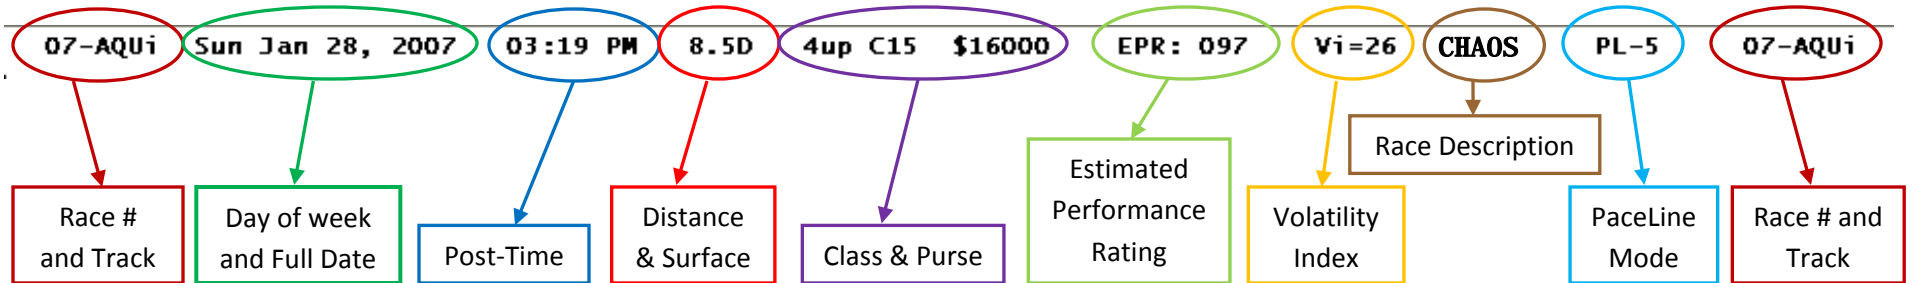 07-AQUi Sun Jan 28, 2007 03:19 PM 8.5D 4up C15 $16000 EPR: 097 Vi=26 CHAOS PL-5 07-AQUi
Race Description
Estimated
Performance
Rating
Race #
and Track
Day of week
and Full Date
Post-Time
Distance
& Surface
Class & Purse
Volatility
Index
PaceLine
Mode
Race # and
Track